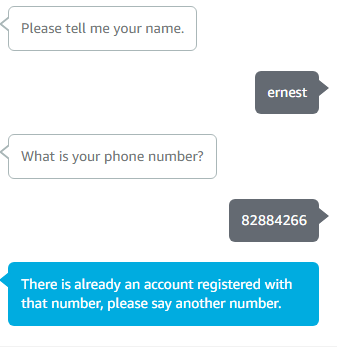 Please tell me your name.
ernest
What is your phone number?
82884266
There is already an account registered with
that number, please say another number.